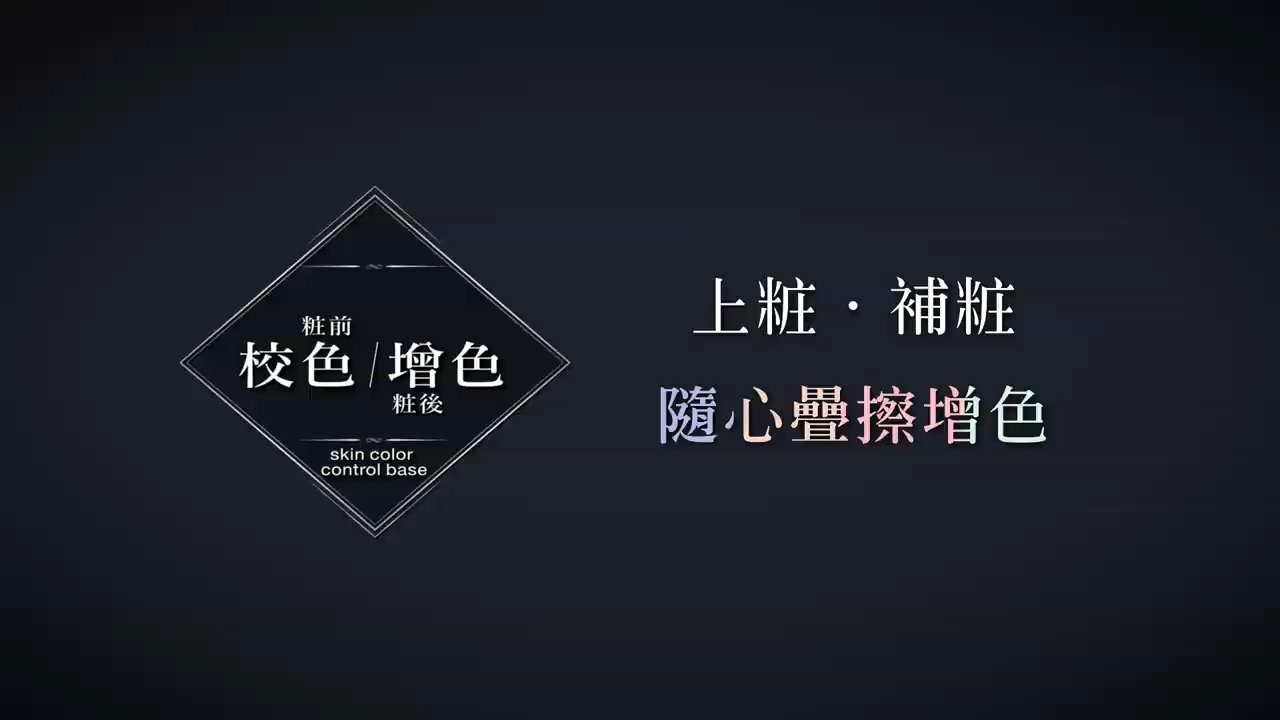 粧前
校色/增色
粧後
skin color
control base
上粧·補粧
隨心疊擦增色